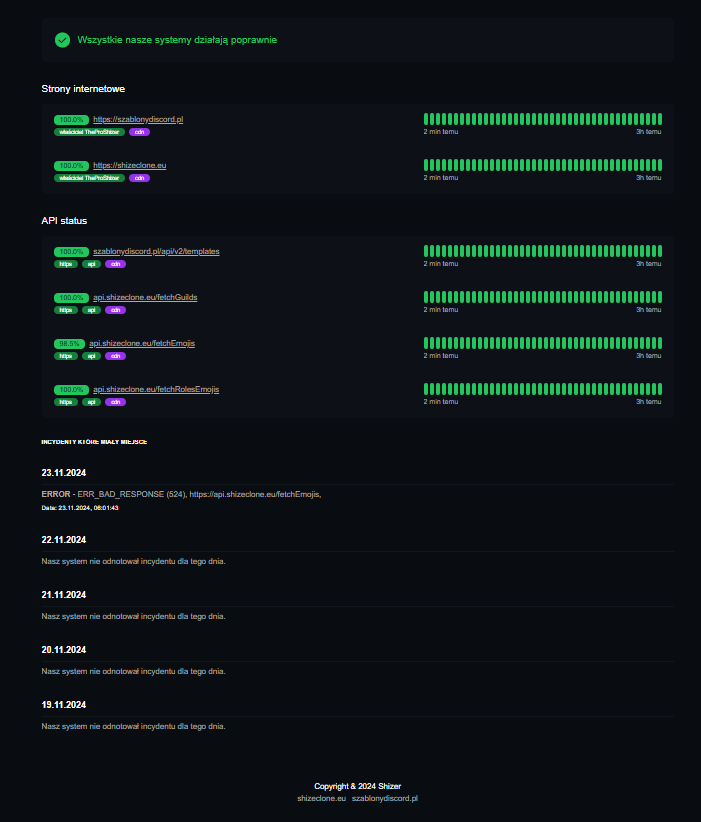 Wszystkie nasze systemy działają poprawnie
Strony internetowe
100.0% https://szablonydiscord.pl
właściciel TheProShizer cdn
2 min temu 3h temu
100.0% https://shizeclone.eu
właściciel TheProShizer cdn
2 min temu 3h temu
API status
100.0% szablonydiscord.pl/api/v2/templates
https api cdn
2 min temu 3h temu
100.0% api.shizeclone.eu/fetchGuilds
https api cdn
2 min temu 3h temu
98.5% api.shizeclone.eu/fetchEmojis
https api cdn
2 min temu 3h temu
100.0% api.shizeclone.eu/fetchRolesEmojis
https api cdn
2 min temu 3h temu
INCYDENTY KTÓRE MIAŁY MIEJSCE
23.11.2024
ERROR - ERR_BAD_RESPONSE (524), https://api.shizeclone.eu/fetchEmojis,
Data: 23.11.2024, 06:01:43
22.11.2024
Nasz system nie odnotował incydentu dla tego dnia.
21.11.2024
Nasz system nie odnotował incydentu dla tego dnia.
20.11.2024
Nasz system nie odnotował incydentu dla tego dnia.
19.11.2024
Nasz system nie odnotował incydentu dla tego dnia.
Copyright & 2024 Shizer
shizeclone.eu szablonydiscord.pl